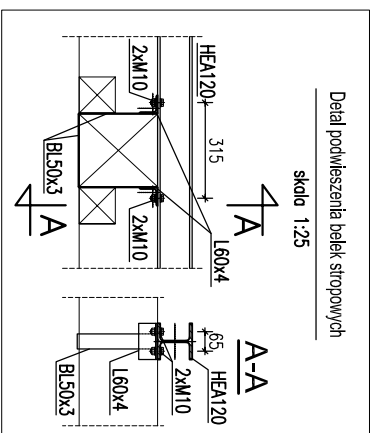 Detal podwieszenia belek stropowych
skala 1:25
HEA120
2xM10
315
2xM10
L60x4
BL50x3
A
A
A-A
HEA120
65
2xM10
L60x4
BL50x3